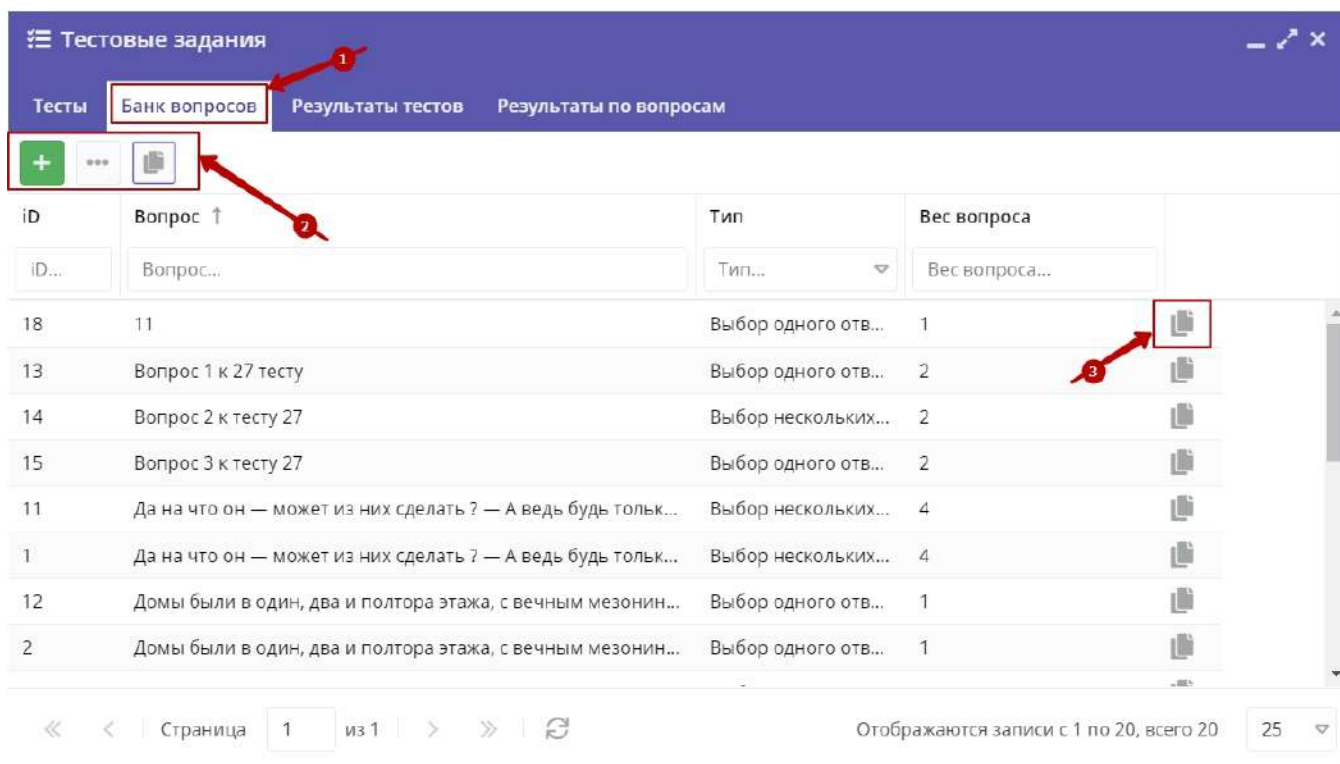 Тестовые задания
1
Тесты Банк вопросов Результаты тестов Результаты по вопросам
2
iD Вопрос ↑ Тип Вес вопроса
iD... Вопрос... Тип... Вес вопроса...
18 11 Выбор одного отв... 1
3
13 Вопрос 1 к 27 тесту Выбор одного отв... 2
14 Вопрос 2 к тесту 27 Выбор нескольких... 2
15 Вопрос 3 к тесту 27 Выбор одного отв... 2
11 Да на что он — может из них сделать ? — А ведь будь тольк... Выбор нескольких... 4
1 Да на что он — может из них сделать ? — А ведь будь тольк... Выбор нескольких... 4
12 Домы были в один, два и полтора этажа, с вечным мезонин... Выбор одного отв... 1
2 Домы были в один, два и полтора этажа, с вечным мезонин... Выбор одного отв... 1
Страница 1 из 1 Отображаются записи с 1 по 20, всего 20 25